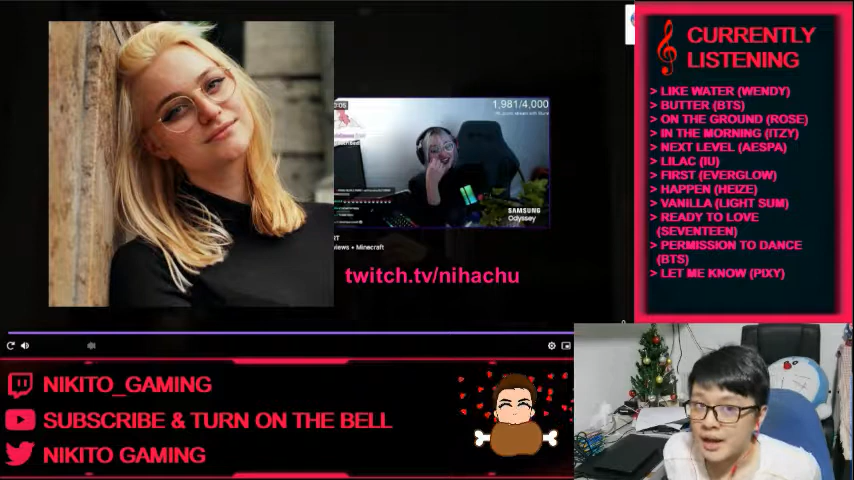 1,981/4,000
SAMSUNG
Odyssey
twitch.tv/nihachu
CURRENTLY
LISTENING
> LIKE WATER (WENDY)
> BUTTER (BTS)
> ON THE GROUND (ROSE)
> IN THE MORNING (ITZY)
> NEXT LEVEL (AESPA)
> LILAC (IU)
> FIRST (EVERGLOW)
> HAPPEN (HEIZE)
> VANILLA (LIGHT SUM)
> READY TO LOVE
(SEVENTEEN)
> PERMISSION TO DANCE
(BTS)
> LET ME KNOW (PIXY)
NIKITO_GAMING
SUBSCRIBE & TURN ON THE BELL
NIKITO GAMING